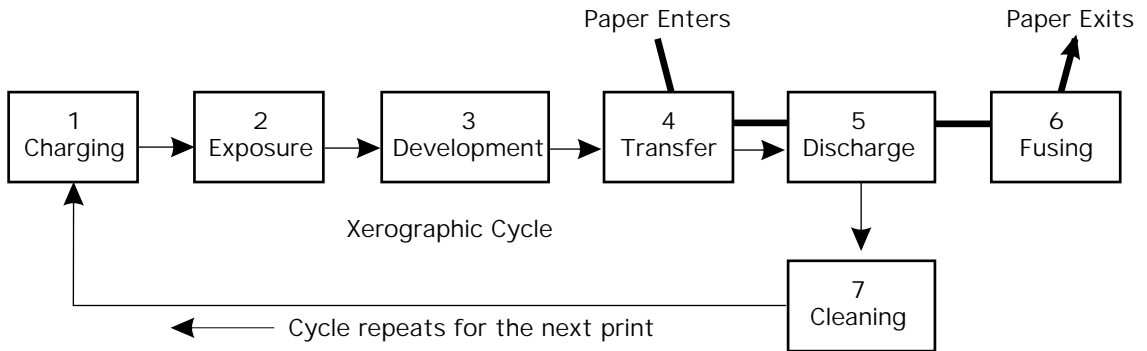 Paper Enters
Paper Exits
1
Charging
2
Exposure
3
Development
4
Transfer
5
Discharge
6
Fusing
Xerographic Cycle
7
Cleaning
Cycle repeats for the next print